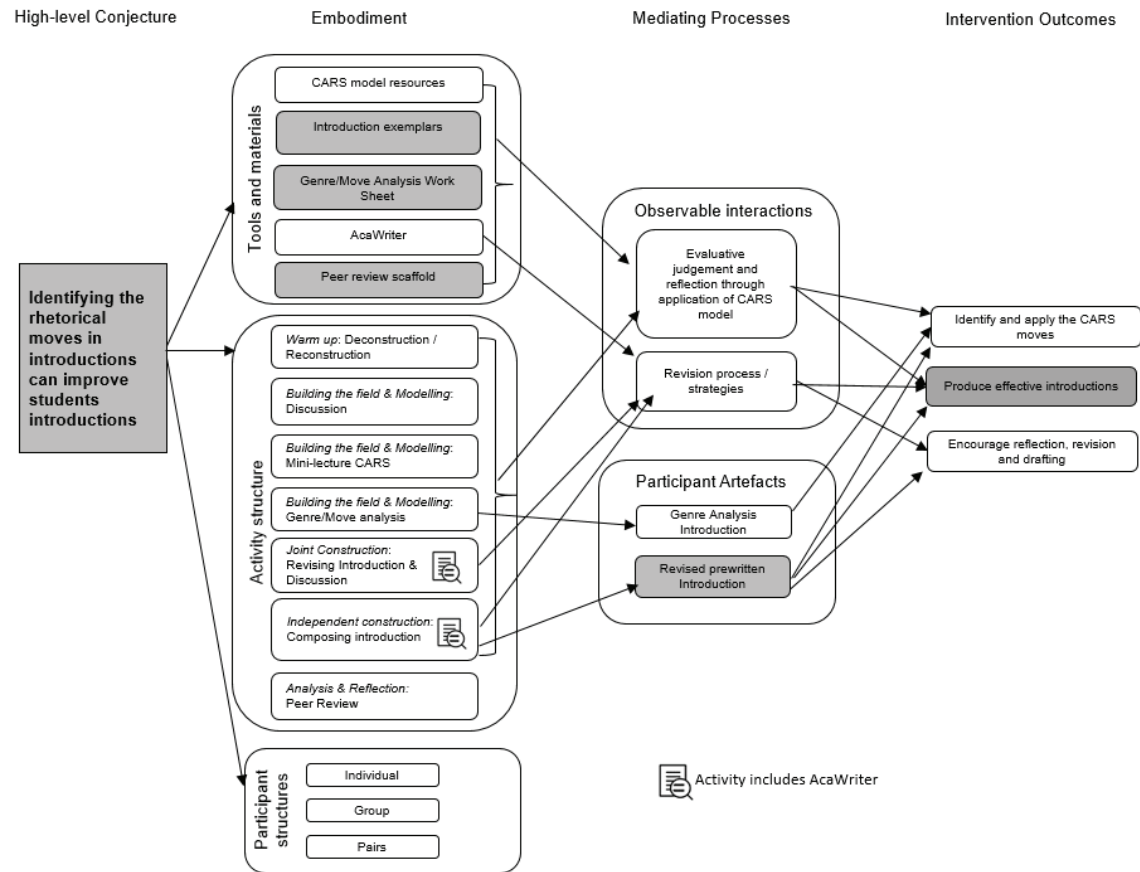 High-level Conjecture
Embodiment
Mediating Processes
Intervention Outcomes
Identifying the
rhetorical
moves in
introductions
can improve
students
introductions
Tools and materials
CARS model resources
Introduction exemplars
Genre/Move Analysis Work
Sheet
AcaWriter
Peer review scaffold
Activity structure
Warm up: Deconstruction /
Reconstruction
Building the field & Modelling:
Discussion
Building the field & Modelling:
Mini-lecture CARS
Building the field & Modelling:
Genre/Move analysis
Joint Construction:
Revising Introduction &
Discussion
Independent construction:
Composing introduction
Analysis & Reflection:
Peer Review
Participant
structures
Individual
Group
Pairs
Observable interactions
Evaluative
judgement and
reflection through
application of CARS
model
Revision process /
strategies
Participant Artefacts
Genre Analysis
Introduction
Revised prewritten
Introduction
Identify and apply the CARS
moves
Produce effective introductions
Encourage reflection, revision
and drafting
Activity includes AcaWriter